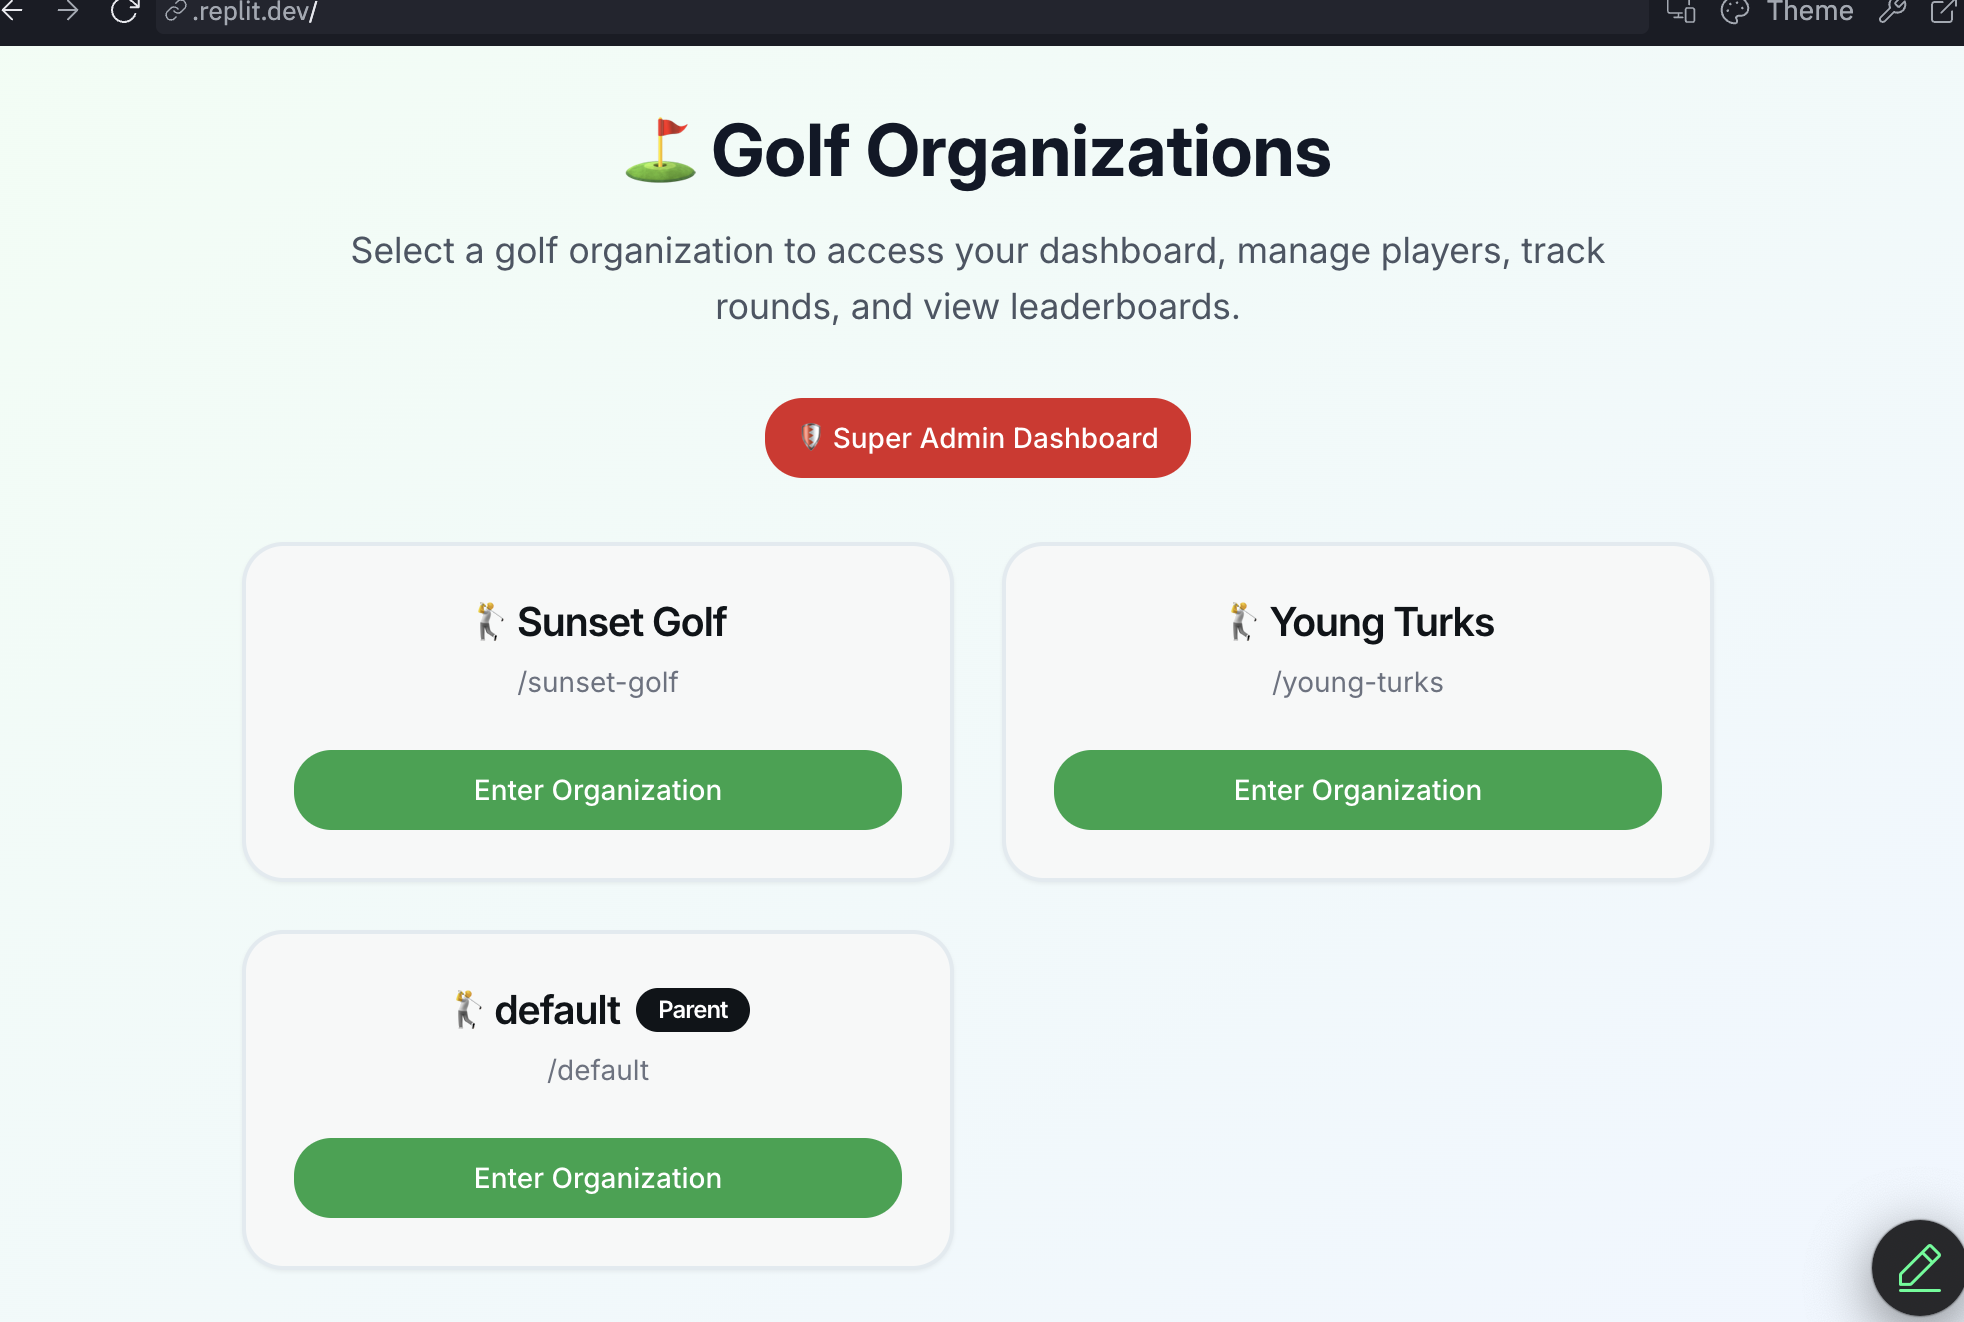 .replit.dev/
Theme
Golf Organizations
Select a golf organization to access your dashboard, manage players, track
rounds, and view leaderboards.
Super Admin Dashboard
Sunset Golf
/sunset-golf
Enter Organization
Young Turks
/young-turks
Enter Organization
default Parent
/default
Enter Organization